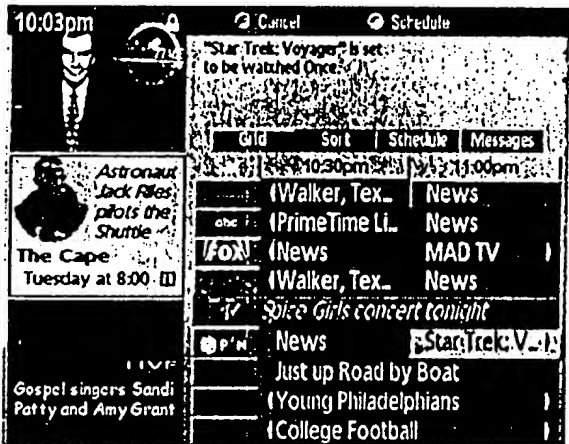 10:03pm
Cancel
Schedule
"Star Trek: Voyager" is set
to be watched Once.
Grid Sort Schedule Messages
10:30pm 11:00pm
Astronaut
Jack Riles
pilots the
Shuttle
The Cape
Tuesday at 8:00
Walker, Tex... News
abc PrimeTime Li... News
FOX News MAD TV
Walker, Tex... News
Spice Girls concert tonight
News Star Trek: V...
Just up Road by Boat
Young Philadelphians
College Football
LIVE
Gospel singers Sandi
Patty and Amy Grant